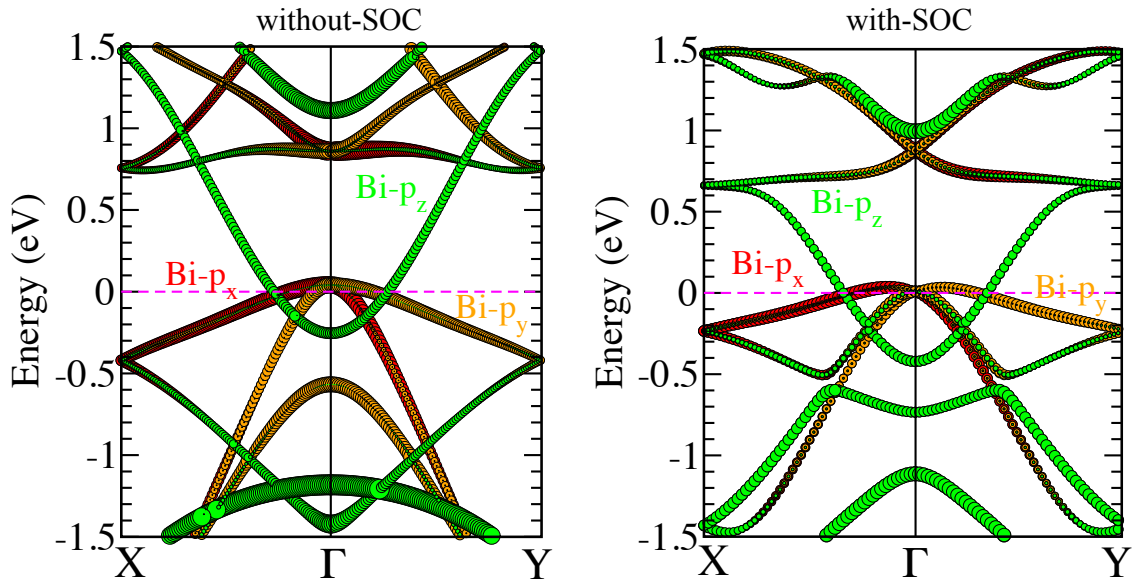 without-SOC
with-SOC
Energy (eV)
1.5
1
0.5
0
-0.5
-1
-1.5
Bi-p_z
Bi-p_x
Bi-p_y
X
Γ
Y
Energy (eV)
1.5
1
0.5
0
-0.5
-1
-1.5
Bi-p_z
Bi-p_x
Bi-p_y
X
Γ
Y